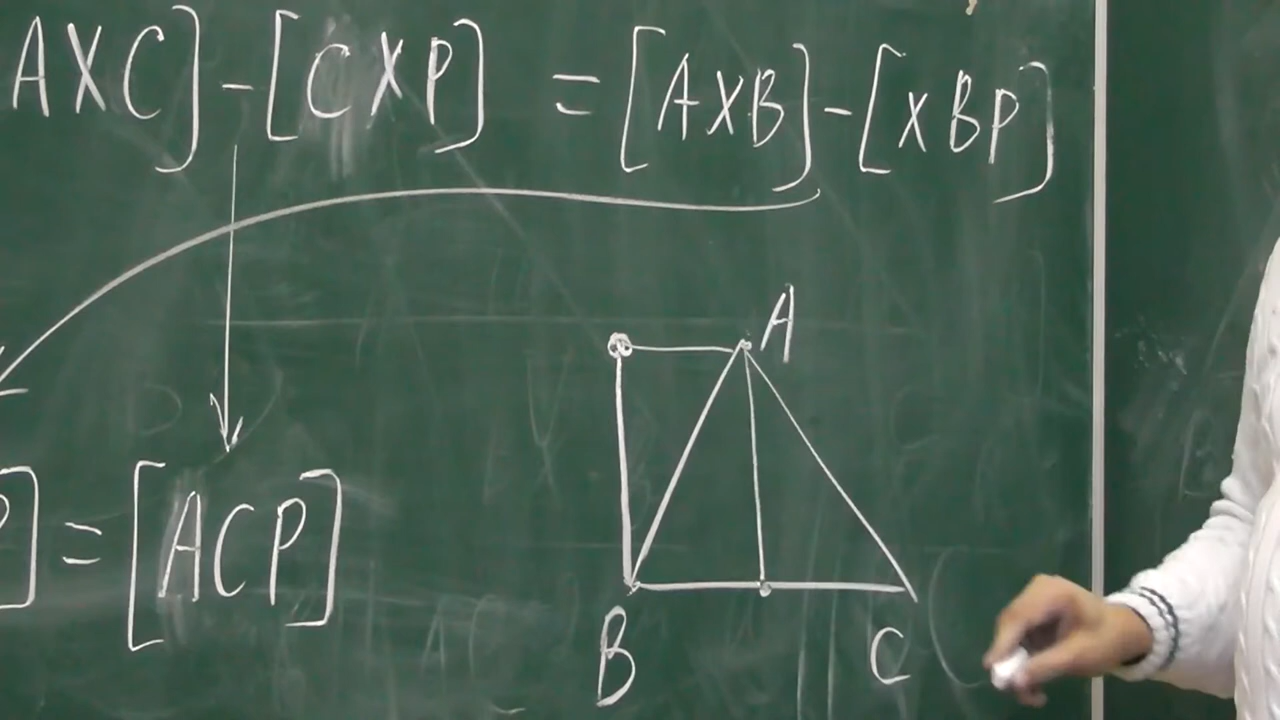 AXC] - [CXP] = [AXB] - [XBP]
P] = [ACP]
A
B C